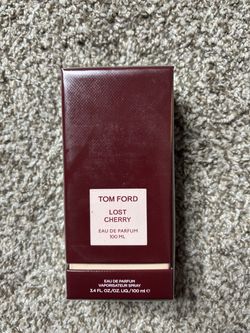 TOM FORD
LOST
CHERRY
EAU DE PARFUM
100 ML
EAU DE PARFUM
VAPORISATEUR SPRAY
3.4 FL. OZ./OZ. LIQ./100 ml ℮